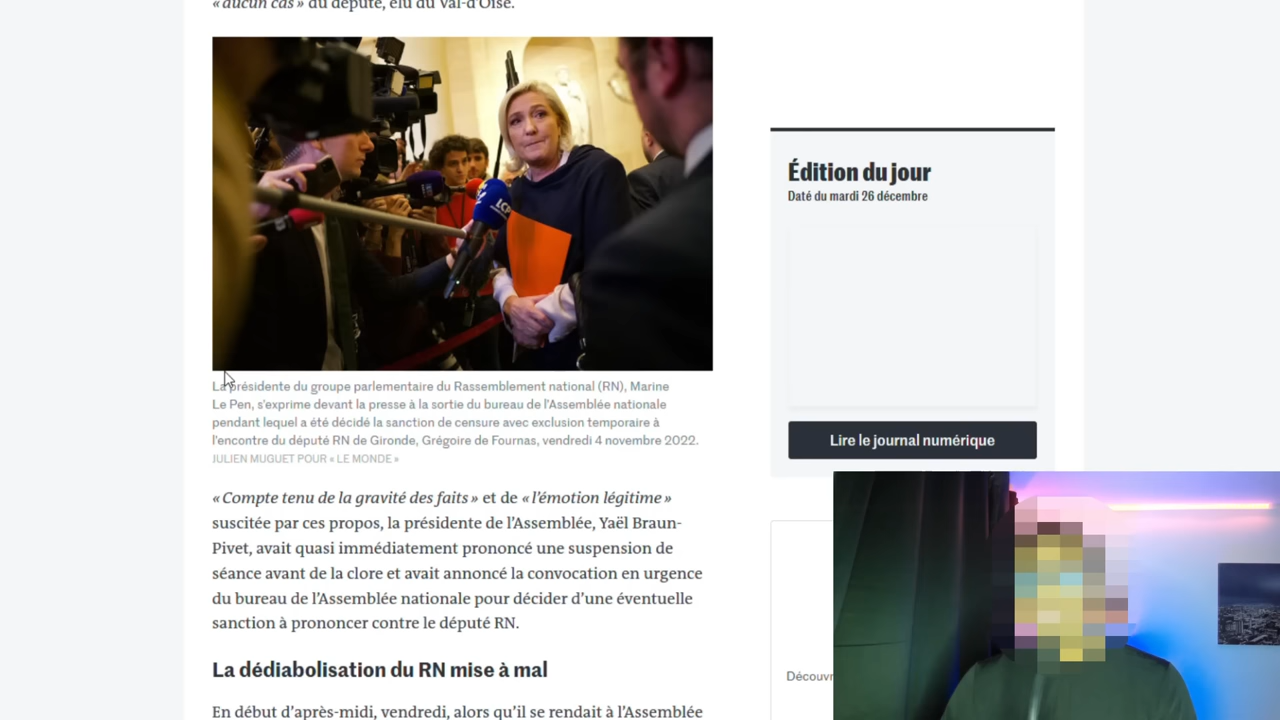 « aucun cas » du député, élu du Val-d’Oise.
LCP
La présidente du groupe parlementaire du Rassemblement national (RN), Marine
Le Pen, s’exprime devant la presse à la sortie du bureau de l’Assemblée nationale
pendant lequel a été décidé la sanction de censure avec exclusion temporaire à
l’encontre du député RN de Gironde, Grégoire de Fournas, vendredi 4 novembre 2022.
JULIEN MUGUET POUR « LE MONDE »
« Compte tenu de la gravité des faits » et de « l’émotion légitime »
suscitée par ces propos, la présidente de l’Assemblée, Yaël Braun-
Pivet, avait quasi immédiatement prononcé une suspension de
séance avant de la clore et avait annoncé la convocation en urgence
du bureau de l’Assemblée nationale pour décider d’une éventuelle
sanction à prononcer contre le député RN.
La dédiabolisation du RN mise à mal
En début d’après-midi, vendredi, alors qu’il se rendait à l’Assemblée
Édition du jour
Daté du mardi 26 décembre
Lire le journal numérique
Découvr